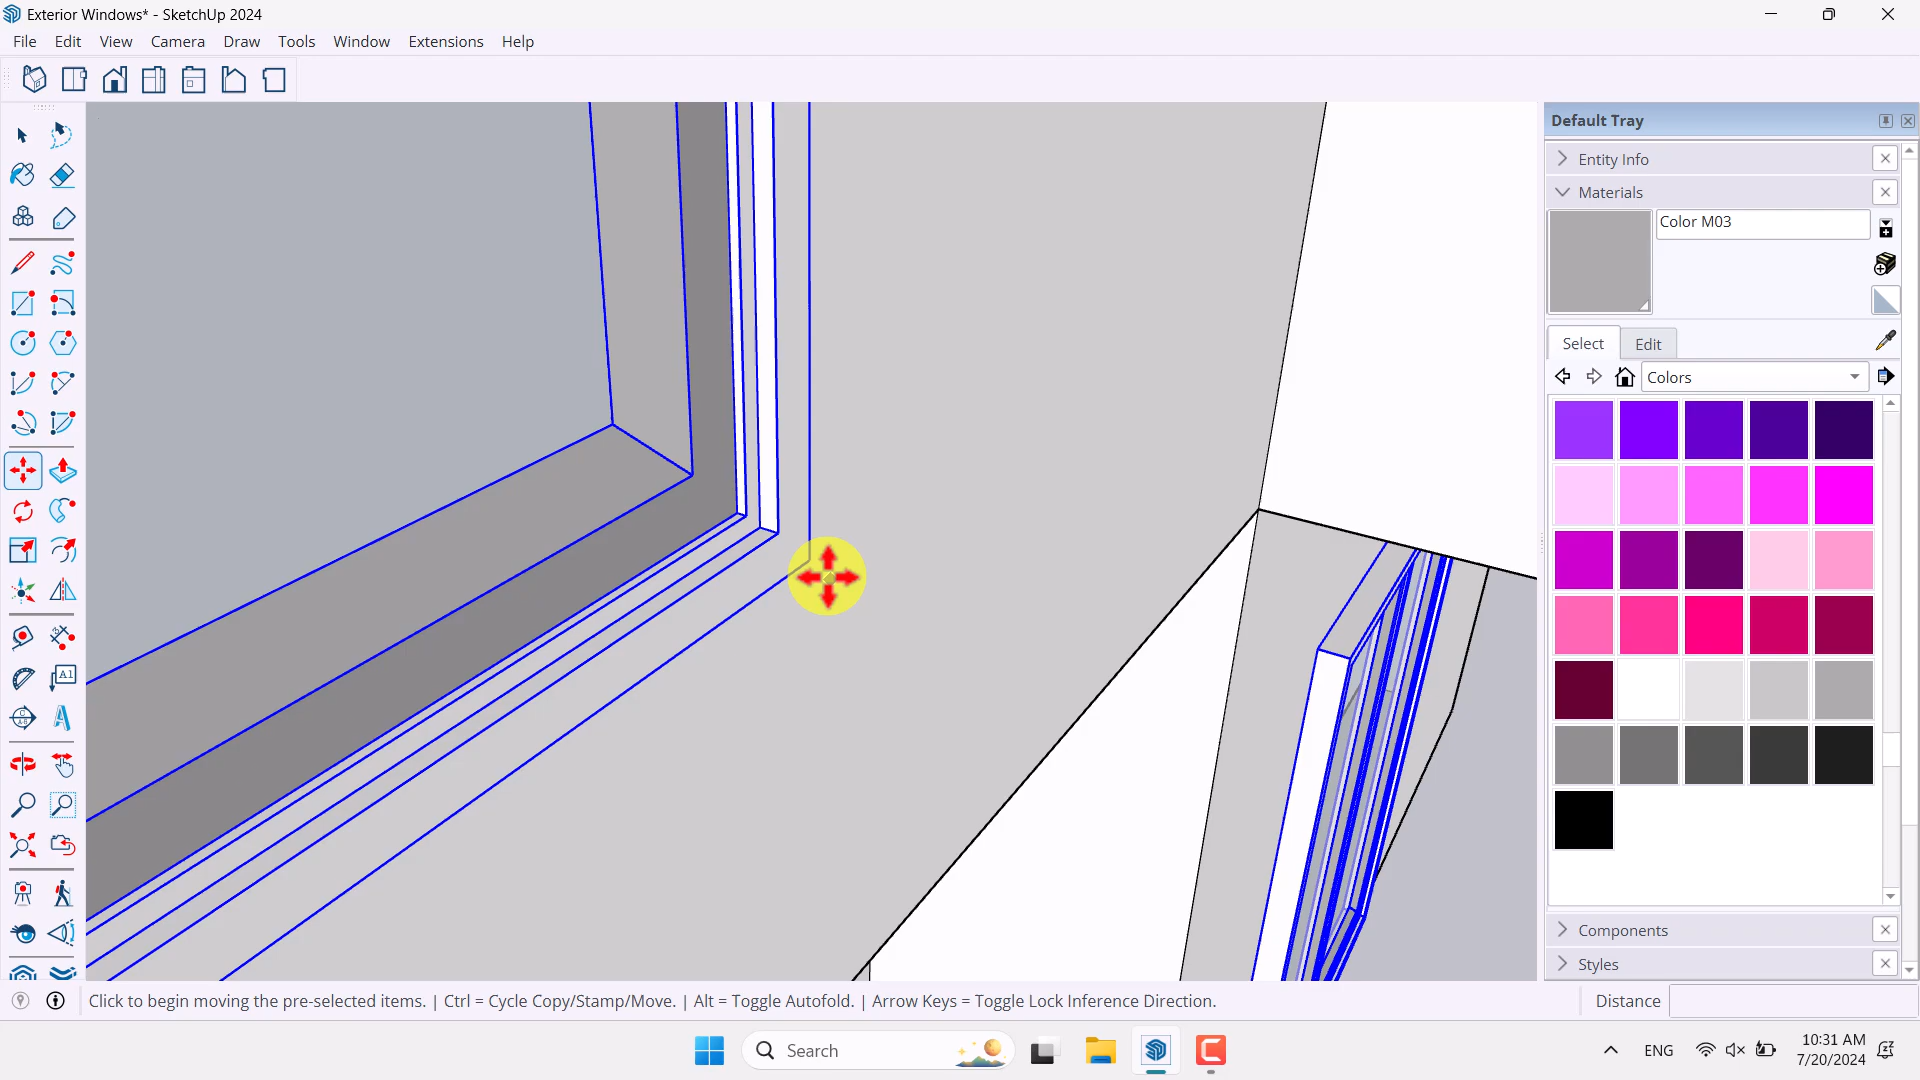 Exterior Windows* - SketchUp 2024
File Edit View Camera Draw Tools Window Extensions Help
Default Tray
Entity Info
Materials
Color M03
Select Edit
Colors
A1
Components
Styles
Click to begin moving the pre-selected items. | Ctrl = Cycle Copy/Stamp/Move. | Alt = Toggle Autofold. | Arrow Keys = Toggle Lock Inference Direction.
Distance
Search
ENG
10:31 AM
7/20/2024